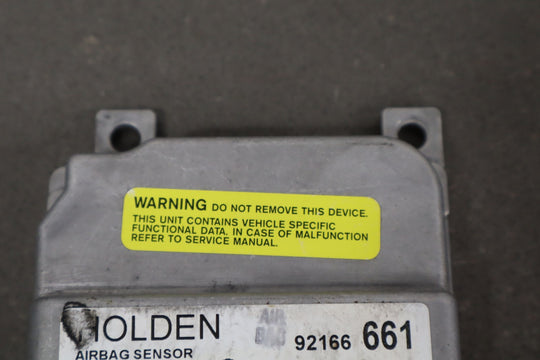 WARNING DO NOT REMOVE THIS DEVICE.
THIS UNIT CONTAINS VEHICLE SPECIFIC
FUNCTIONAL DATA. IN CASE OF MALFUNCTION
REFER TO SERVICE MANUAL.
HOLDEN AIR BAG 92166 661
AIRBAG SENSOR